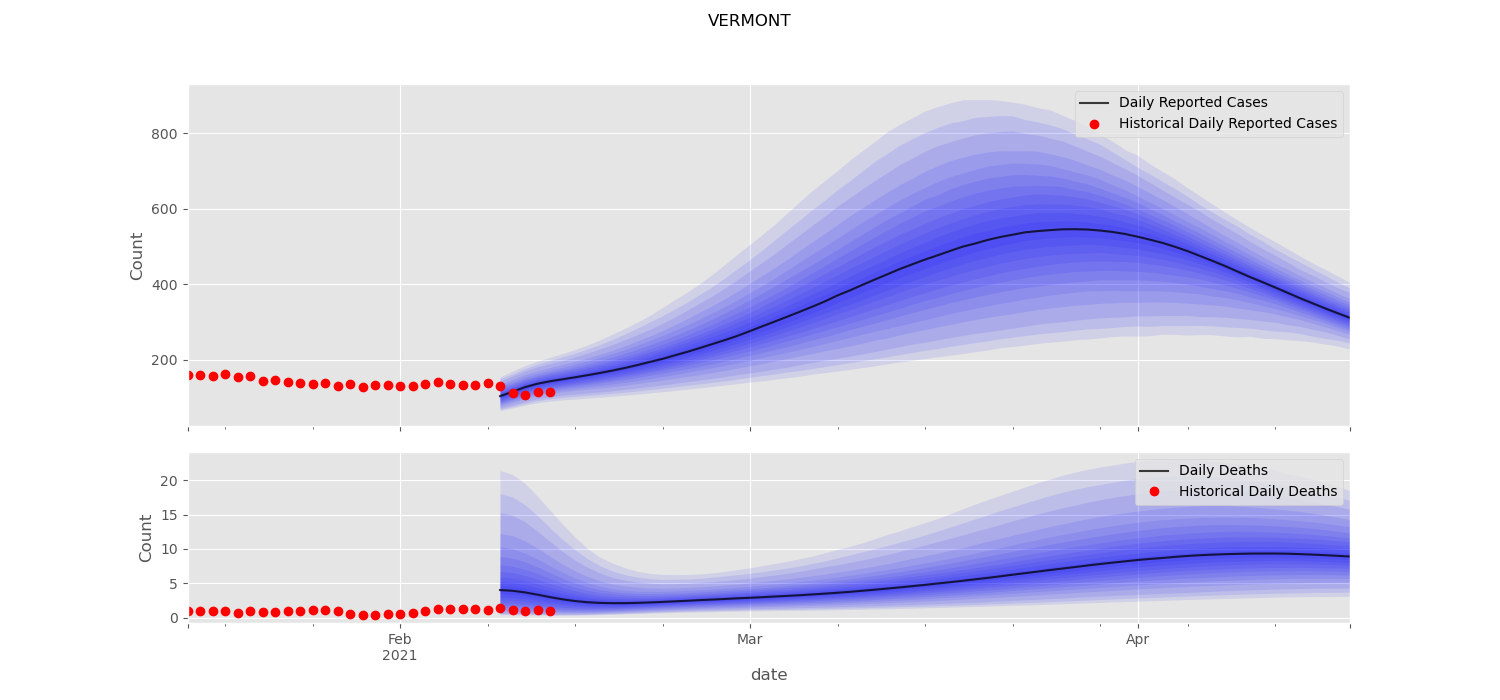 VERMONT
Daily Reported Cases
Historical Daily Reported Cases
800
600
400
200
Count
Daily Deaths
Historical Daily Deaths
20
15
10
5
0
Count
Feb
2021
Mar
Apr
date